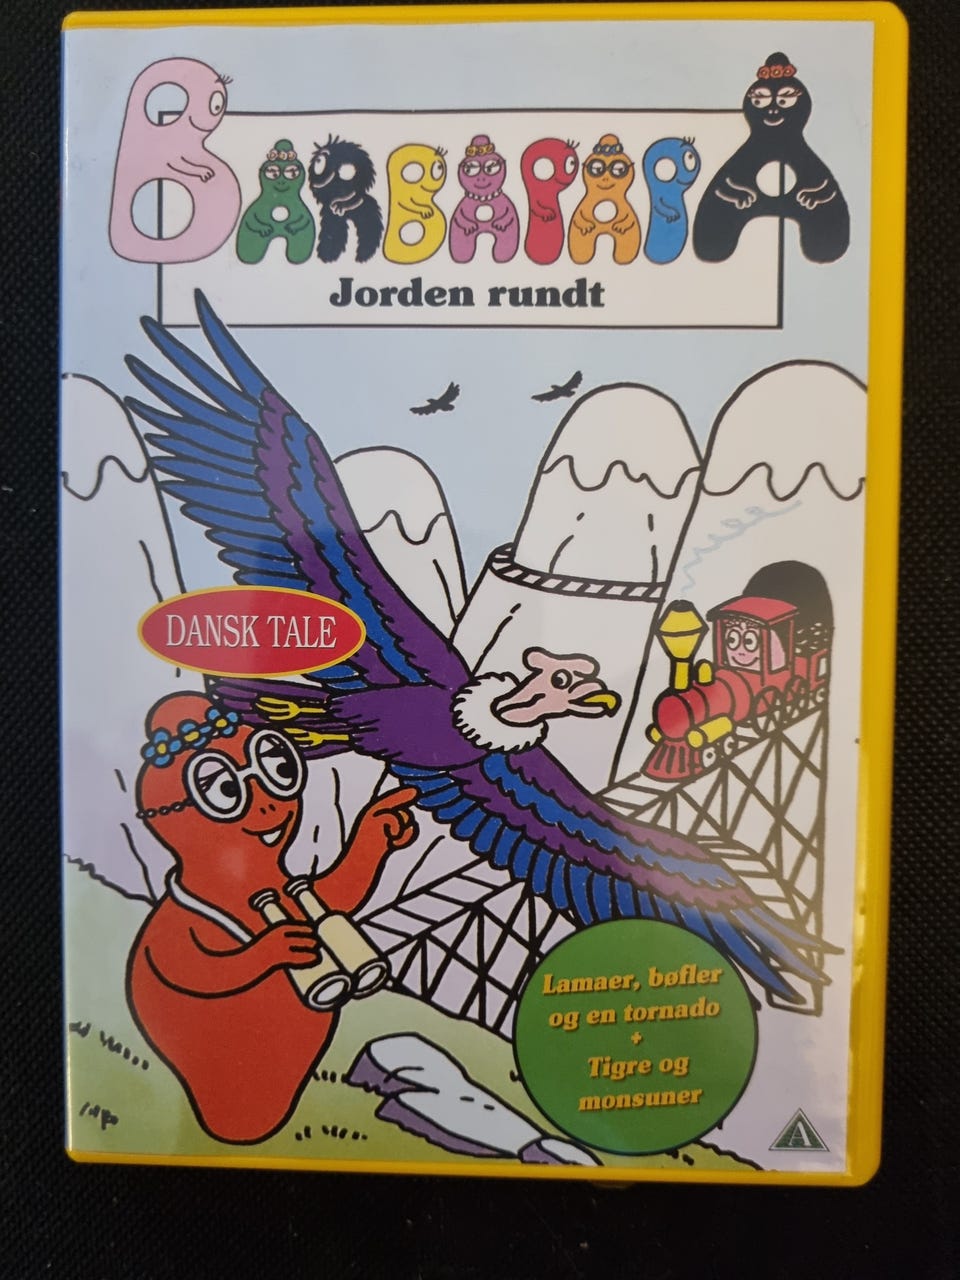 BARBAPAPA
Jorden rundt
DANSK TALE
Lamaer, bøfler
og en tornado
+
Tigre og
monsuner
A